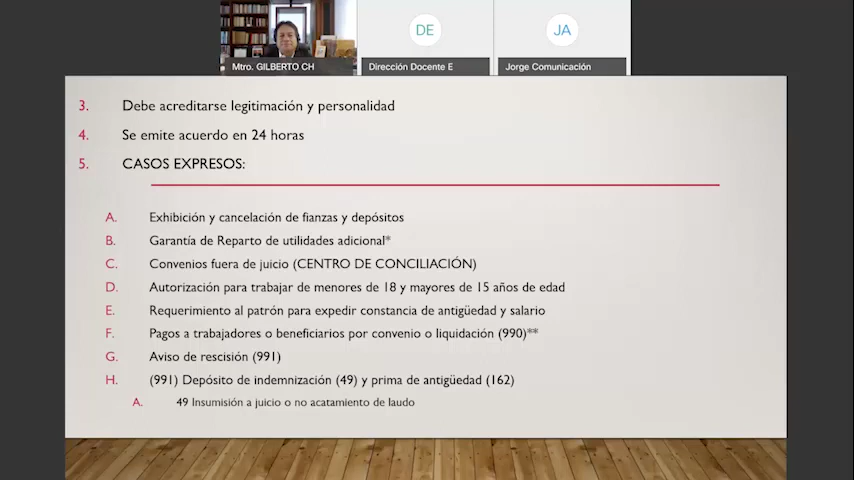 DE
JA
Mtro. GILBERTO CH
Dirección Docente E
Jorge Comunicación
3. Debe acreditarse legitimación y personalidad
4. Se emite acuerdo en 24 horas
5. CASOS EXPRESOS:
A. Exhibición y cancelación de fianzas y depósitos
B. Garantía de Reparto de utilidades adicional*
C. Convenios fuera de juicio (CENTRO DE CONCILIACIÓN)
D. Autorización para trabajar de menores de 18 y mayores de 15 años de edad
E. Requerimiento al patrón para expedir constancia de antigüedad y salario
F. Pagos a trabajadores o beneficiarios por convenio o liquidación (990)**
G. Aviso de rescisión (991)
H. (991) Depósito de indemnización (49) y prima de antigüedad (162)
A. 49 Insumisión a juicio o no acatamiento de laudo